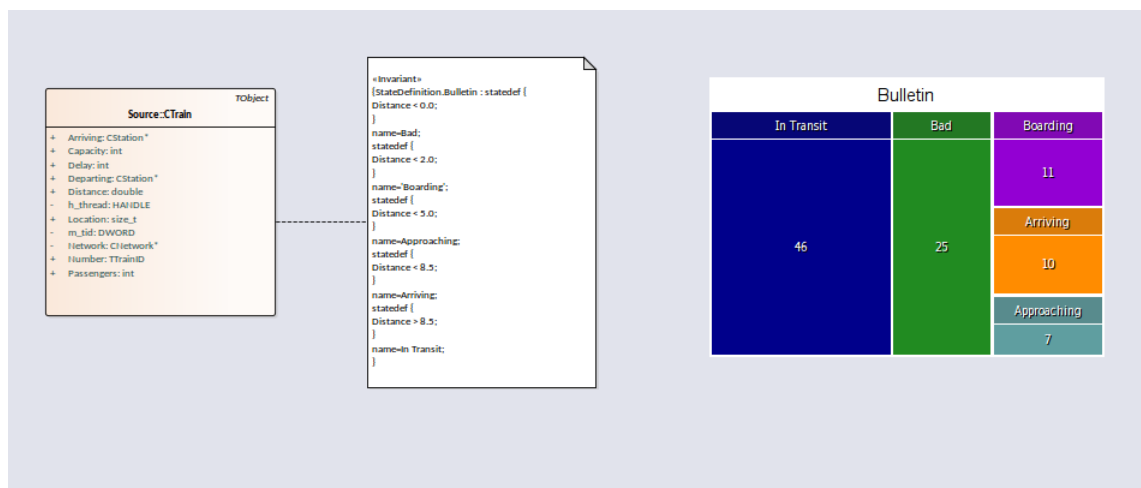 TObject
Source::CTrain
+ Arriving: CStation*
+ Capacity: int
+ Delay: int
+ Departing: CStation*
+ Distance: double
- h_thread: HANDLE
+ Location: size_t
- m_tid: DWORD
- Network: CNetwork*
+ Number: TTrainID
+ Passengers: int
«Invariant»
{StateDefinition.Bulletin : statedef {
Distance < 0.0;
}
name=Bad;
statedef {
Distance < 2.0;
}
name='Boarding';
statedef {
Distance < 5.0;
}
name=Approaching;
statedef {
Distance < 8.5;
}
name=Arriving;
statedef {
Distance > 8.5;
}
name=In Transit;
}
Bulletin
In Transit Bad Boarding
11
Arriving
46 25 10
Approaching
7